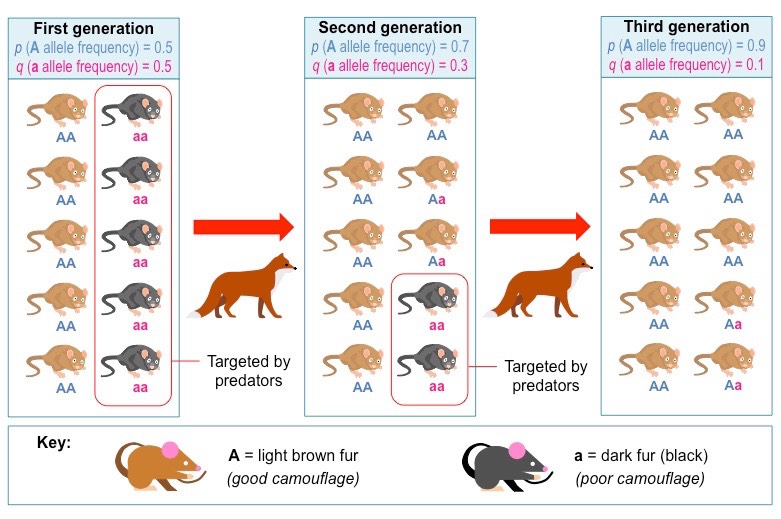 First generation
p (A allele frequency) = 0.5
q (a allele frequency) = 0.5
AA aa
AA aa
AA aa
AA aa
AA aa
Targeted by
predators
Second generation
p (A allele frequency) = 0.7
q (a allele frequency) = 0.3
AA AA
AA Aa
AA Aa
AA aa
AA aa
Targeted by
predators
Third generation
p (A allele frequency) = 0.9
q (a allele frequency) = 0.1
AA AA
AA AA
AA AA
AA Aa
AA Aa
Key:
A = light brown fur
(good camouflage)
a = dark fur (black)
(poor camouflage)